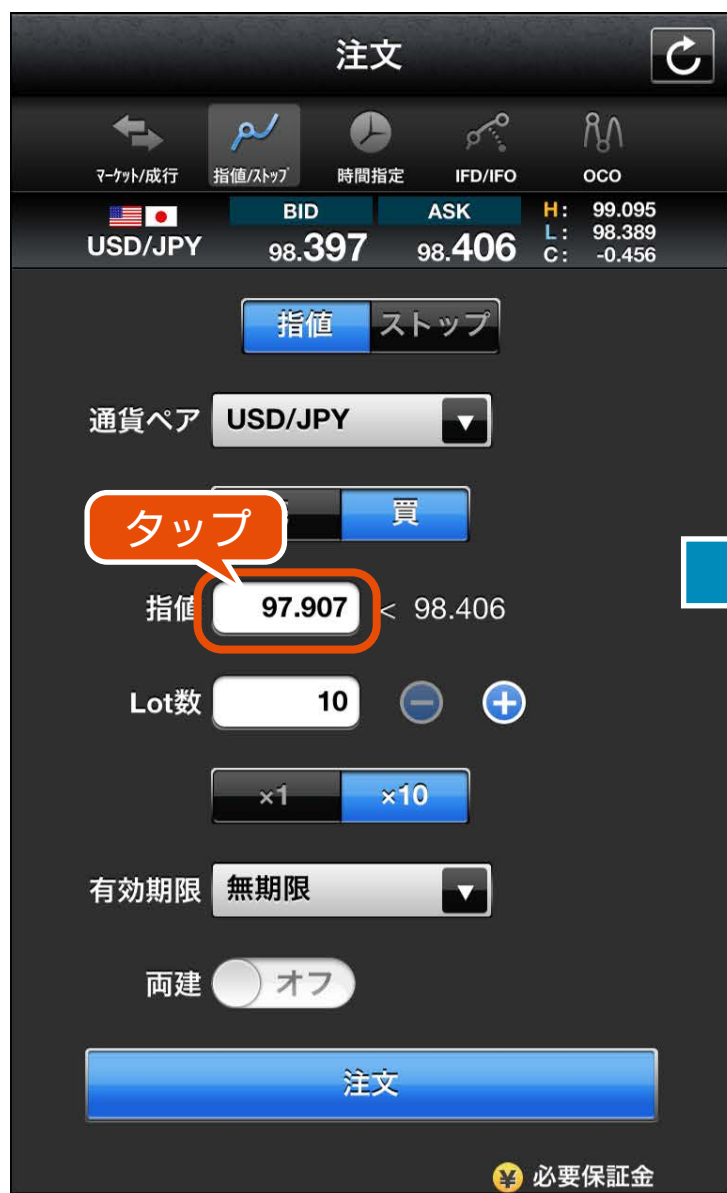 注文
マーケット/成行 指値/ストップ 時間指定 IFD/IFO OCO
BID ASK H: 99.095
USD/JPY 98.397 98.406 L: 98.389
C: -0.456
指値 ストップ
通貨ペア USD/JPY
買
タップ
指値 97.907 < 98.406
Lot数 10
×1 ×10
有効期限 無期限
両建 オフ
注文
¥ 必要保証金